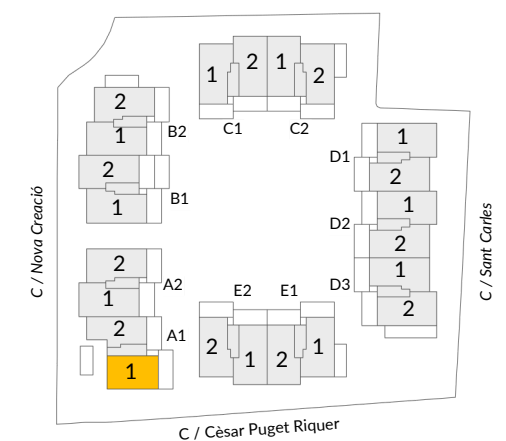 1 2 1 2
C1 C2
2
1 B2
2
1 B1
1
D1
2
1
D2
2
1
D3
2
C / Nova Creació
C / Sant Carles
2
A2
1
2
A1
1
E2 E1
2 1 2 1
C / Cèsar Puget Riquer